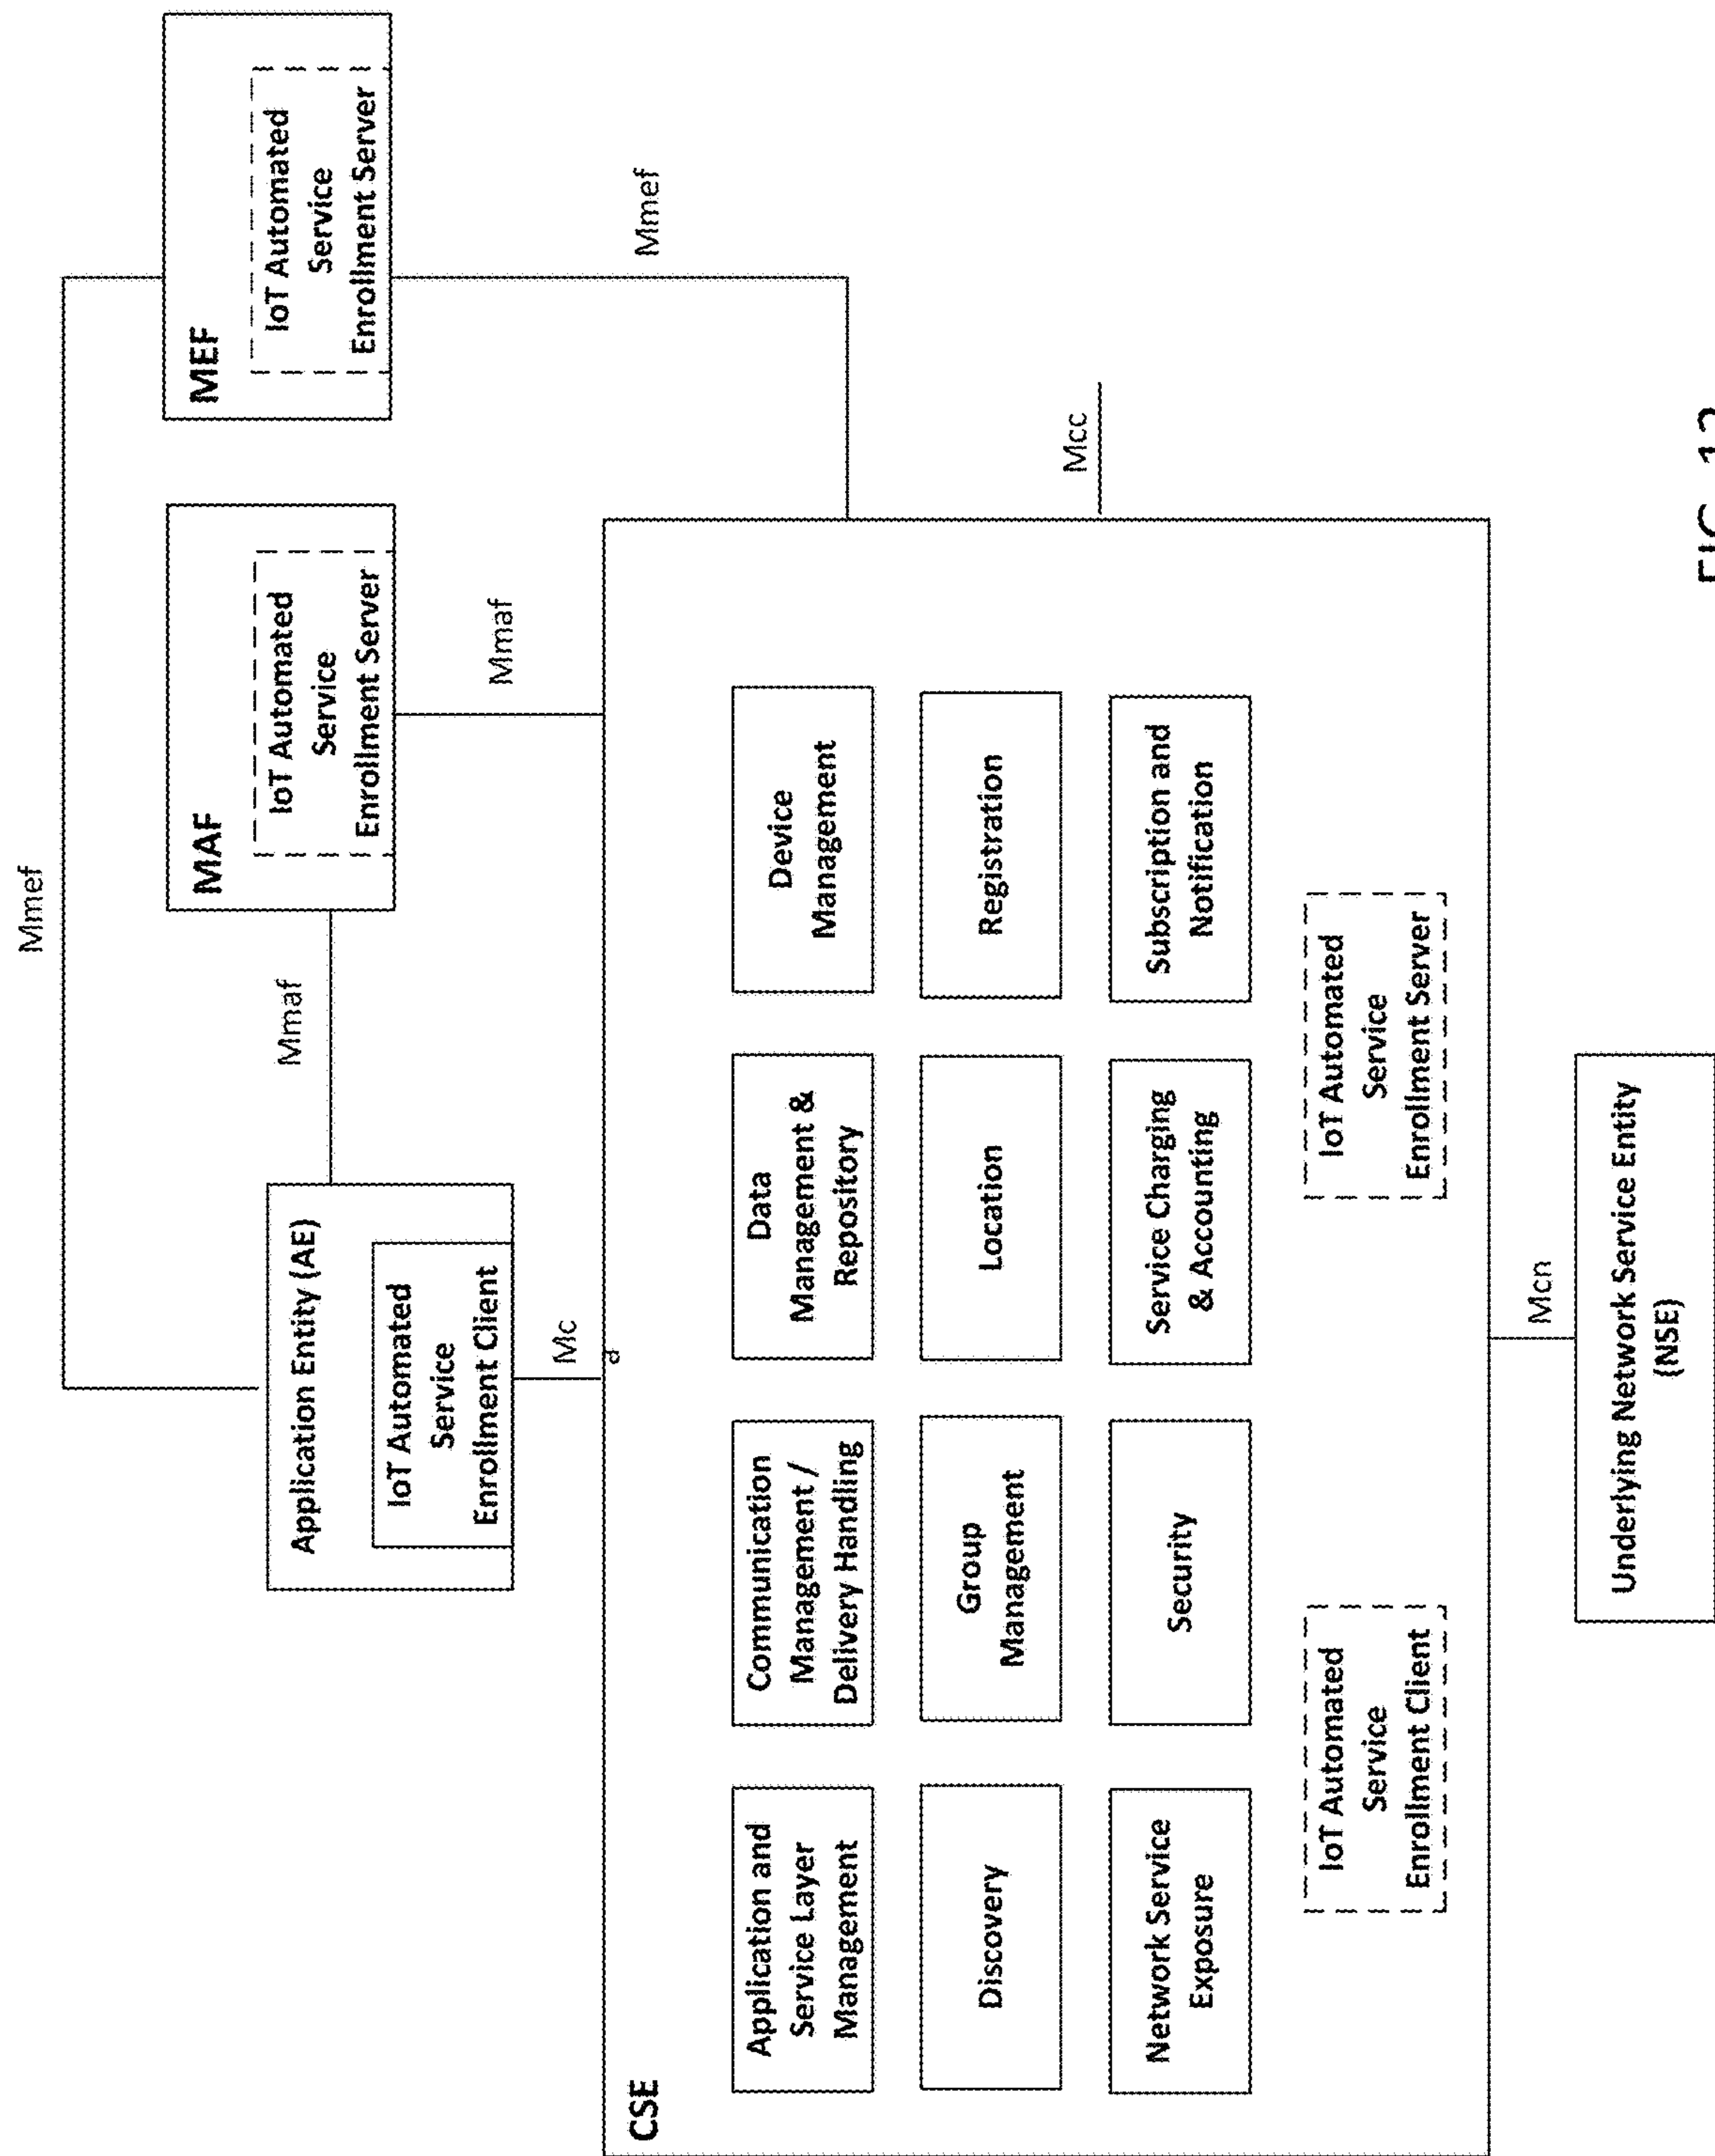 Mmef
MEF
IoT Automated
Service
Enrollment Server
MAF
IoT Automated
Service
Enrollment Server
Mmaf
Application Entity (AE)
IoT Automated
Service
Enrollment Client
Mc
a
Mmaf
Mmef
CSE
Application and
Service Layer
Management
Communication
Management /
Delivery Handling
Data
Management &
Repository
Device
Management
Discovery
Group
Management
Location
Registration
Network Service
Exposure
Security
Service Charging
& Accounting
Subscription and
Notification
IoT Automated
Service
Enrollment Client
IoT Automated
Service
Enrollment Server
Mcc
Mcn
Underlying Network Service Entity
(NSE)